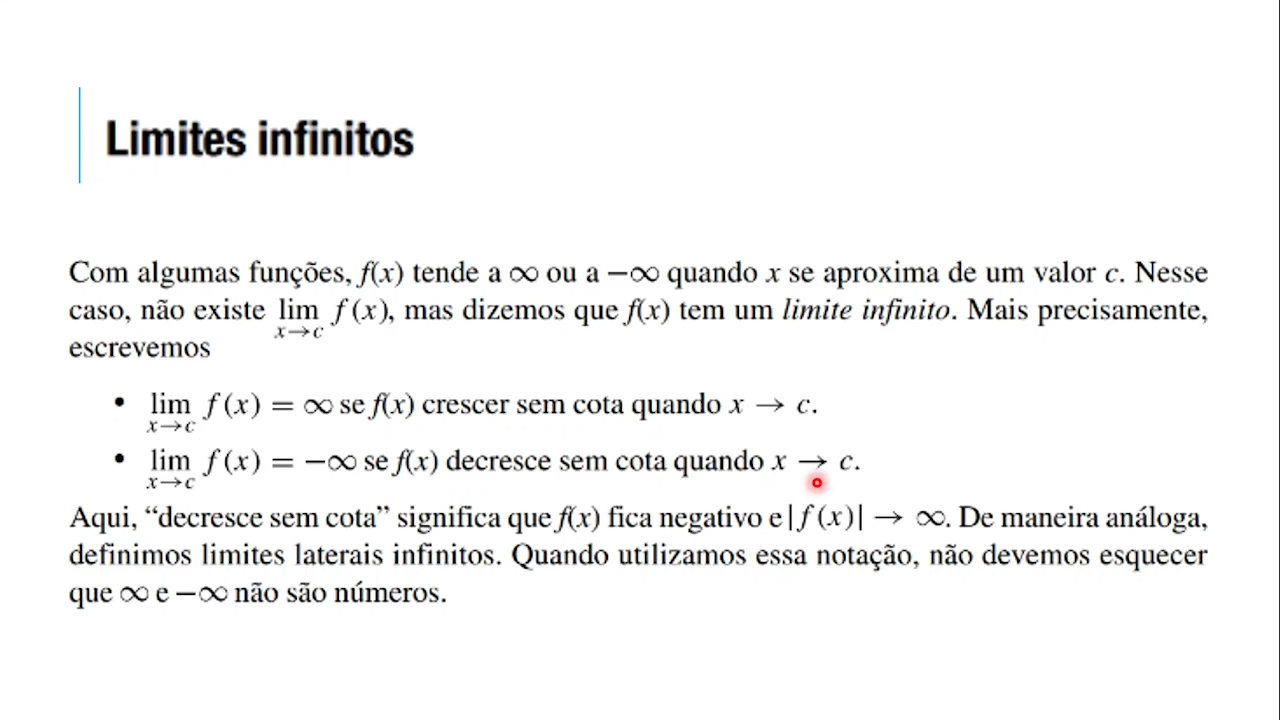 Limites infinitos
Com algumas funções, f(x) tende a ∞ ou a −∞ quando x se aproxima de um valor c. Nesse
caso, não existe lim f(x), mas dizemos que f(x) tem um limite infinito. Mais precisamente,
x→c
escrevemos
• lim f(x) = ∞ se f(x) crescer sem cota quando x → c.
x→c
• lim f(x) = −∞ se f(x) decresce sem cota quando x → c.
x→c
Aqui, “decresce sem cota” significa que f(x) fica negativo e |f(x)| → ∞. De maneira análoga,
definimos limites laterais infinitos. Quando utilizamos essa notação, não devemos esquecer
que ∞ e −∞ não são números.